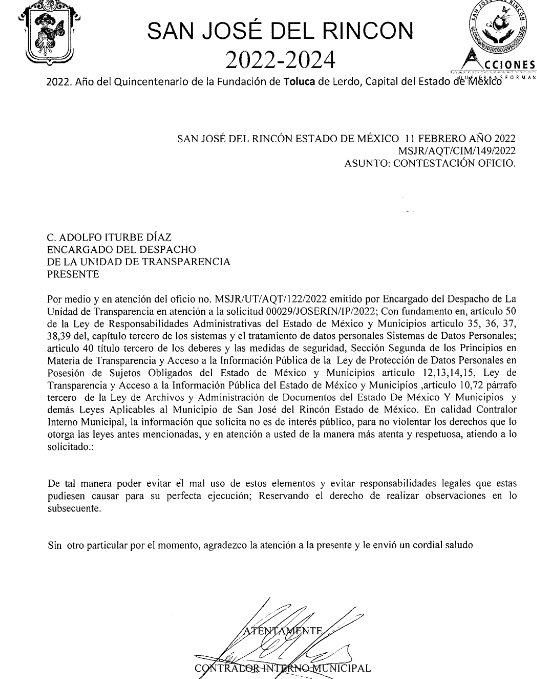 SAN JOSÉ DEL RINCON
2022-2024
CCIONES
2022. Año del Quincentenario de la Fundación de Toluca de Lerdo, Capital del Estado de México
SAN JOSÉ DEL RINCÓN ESTADO DE MÉXICO 11 FEBRERO AÑO 2022
MSJR/AQT/CIM/149/2022
ASUNTO: CONTESTACIÓN OFICIO.
C. ADOLFO ITURBE DÍAZ
ENCARGADO DEL DESPACHO
DE LA UNIDAD DE TRANSPARENCIA
PRESENTE
Por medio y en atención del oficio no. MSJR/UT/AQT/122/2022 emitido por Encargado del Despacho de La
Unidad de Transparencia en atención a la solicitud 00029/JOSERIN/IP/2022; Con fundamento en, artículo 50
de la Ley de Responsabilidades Administrativas del Estado de México y Municipios articulo 35, 36, 37,
38,39 del, capítulo tercero de los sistemas y el tratamiento de datos personales Sistemas de Datos Personales;
articulo 40 título tercero de los deberes y las medidas de seguridad, Sección Segunda de los Principios en
Materia de Transparencia y Acceso a la Información Pública de la Ley de Protección de Datos Personales en
Posesión de Sujetos Obligados del Estado de México y Municipios articulo 12,13,14,15, Ley de
Transparencia y Acceso a la Información Pública del Estado de México y Municipios ,articulo 10,72 párrafo
tercero de la Ley de Archivos y Administración de Documentos del Estado De México Y Municipios y
demás Leyes Aplicables al Municipio de San José del Rincón Estado de México. En calidad Contralor
Interno Municipal, la información que solicita no es de interés público, para no violentar los derechos que lo
otorga las leyes antes mencionadas, y en atención a usted de la manera más atenta y respetuosa, atiendo a lo
solicitado.:
De tal manera poder evitar el mal uso de estos elementos y evitar responsabilidades legales que estas
pudiesen causar para su perfecta ejecución; Reservando el derecho de realizar observaciones en lo
subsecuente.
Sin otro particular por el momento, agradezco la atención a la presente y le envió un cordial saludo
ATENTAMENTE
CONTRALOR INTERNO MUNICIPAL